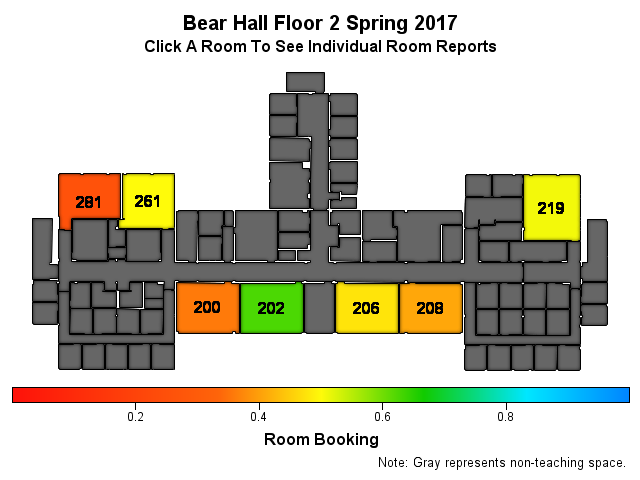 Bear Hall Floor 2 Spring 2017
Click A Room To See Individual Room Reports
281
261
219
200
202
206
208
0.2
0.4
0.6
0.8
Room Booking
Note: Gray represents non-teaching space.